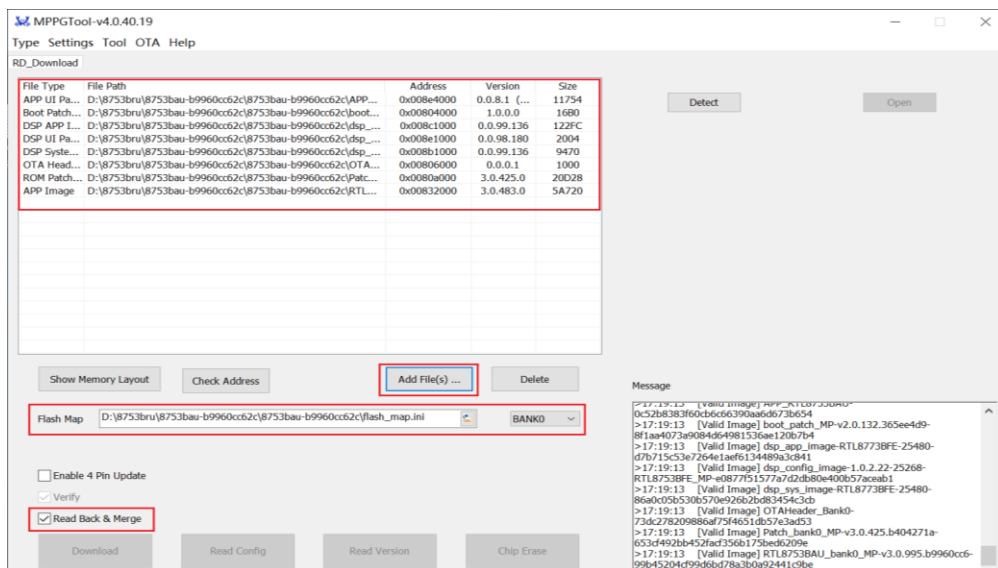 MPPGTool-v4.0.40.19
Type Settings Tool OTA Help
RD_Download
File Type File Path Address Version Size
APP UI Pa... D:\8753bru\8753bau-b9960cc62c\8753bau-b9960cc62c\APP... 0x008e4000 0.0.8.1 (... 11754
Boot Patch... D:\8753bru\8753bau-b9960cc62c\8753bau-b9960cc62c\boot... 0x00804000 1.0.0.0 16B0
DSP APP I... D:\8753bru\8753bau-b9960cc62c\8753bau-b9960cc62c\dsp_... 0x008c1000 0.0.99.136 122FC
DSP UI Pa... D:\8753bru\8753bau-b9960cc62c\8753bau-b9960cc62c\dsp_... 0x008e1000 0.0.98.180 2004
DSP Syste... D:\8753bru\8753bau-b9960cc62c\8753bau-b9960cc62c\dsp_... 0x008b1000 0.0.99.136 9470
OTA Head... D:\8753bru\8753bau-b9960cc62c\8753bau-b9960cc62c\OTA... 0x00806000 0.0.0.1 1000
ROM Patch... D:\8753bru\8753bau-b9960cc62c\8753bau-b9960cc62c\Patc... 0x0080a000 3.0.425.0 20D28
APP Image D:\8753bru\8753bau-b9960cc62c\8753bau-b9960cc62c\RTL... 0x00832000 3.0.483.0 5A720
Detect Open
Show Memory Layout Check Address Add File(s) ... Delete
Flash Map D:\8753bru\8753bau-b9960cc62c\8753bau-b9960cc62c\flash_map.ini BANK0
Enable 4 Pin Update
Verify
Read Back & Merge
Download Read Config Read Version Chip Erase
Message
>17:19:13 [Valid Image] APP_RTL8753BAU-
0c52b8383f60cb6c66390aa6d673b654
>17:19:13 [Valid Image] boot_patch_MP-v2.0.132.365ee4d9-
8f1aa4073a9084d64981536ae120b7b4
>17:19:13 [Valid Image] dsp_app_image-RTL8773BFE-25480-
d7b715c53e7264e1aef6134489a3c841
>17:19:13 [Valid Image] dsp_config_image-1.0.2.22-25268-
RTL8753BFE_MP-e0877f51577a7d2db80e400b57aceab1
>17:19:13 [Valid Image] dsp_sys_image-RTL8773BFE-25480-
86a0c05b530b570e926b2bd83454c3cb
>17:19:13 [Valid Image] OTAHeader_Bank0-
73dc278209886af75f4651db57e3ad53
>17:19:13 [Valid Image] Patch_bank0_MP-v3.0.425.b404271a-
653cf492bb452facf356b175bed6209e
>17:19:13 [Valid Image] RTL8753BAU_bank0_MP-v3.0.995.b9960cc6-
99b45204cf99d6bd78a3b0a92441c9be